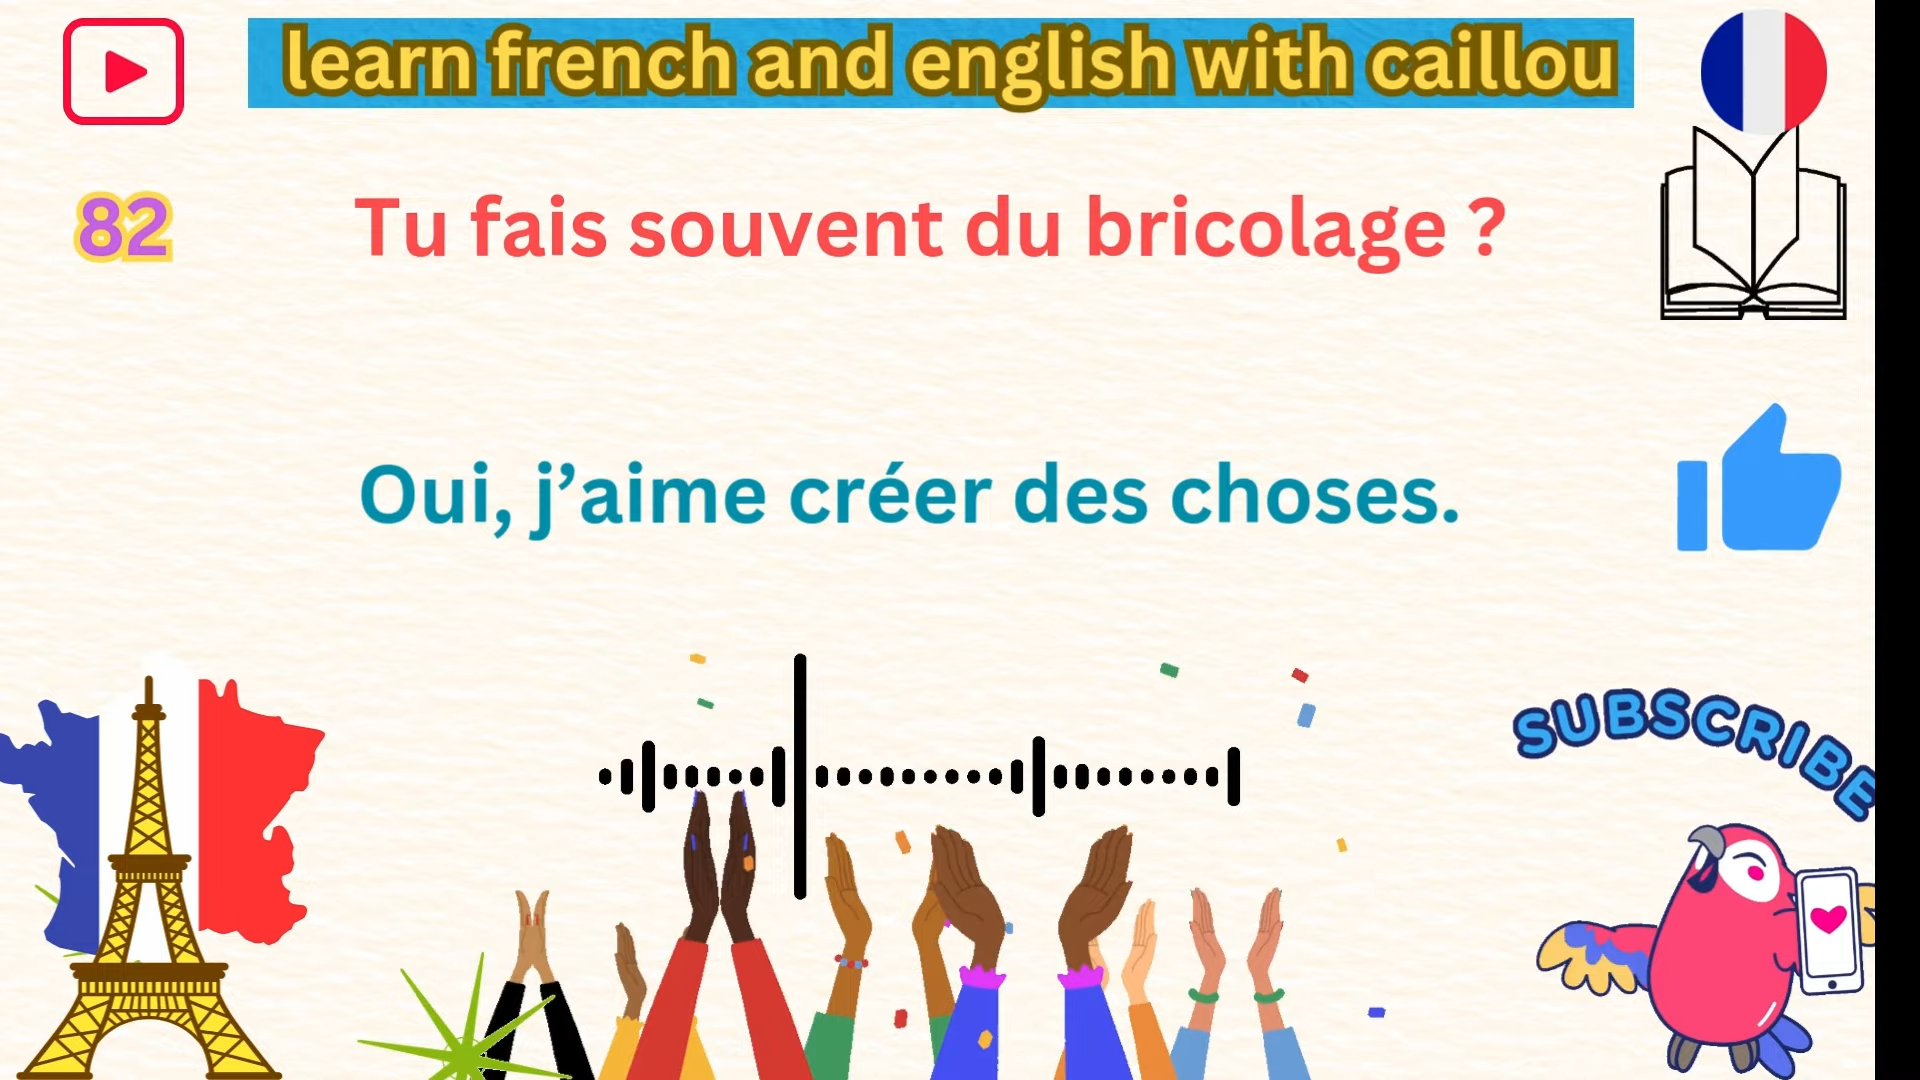 learn french and english with caillou
82
Tu fais souvent du bricolage ?
Oui, j’aime créer des choses.
SUBSCRIBE